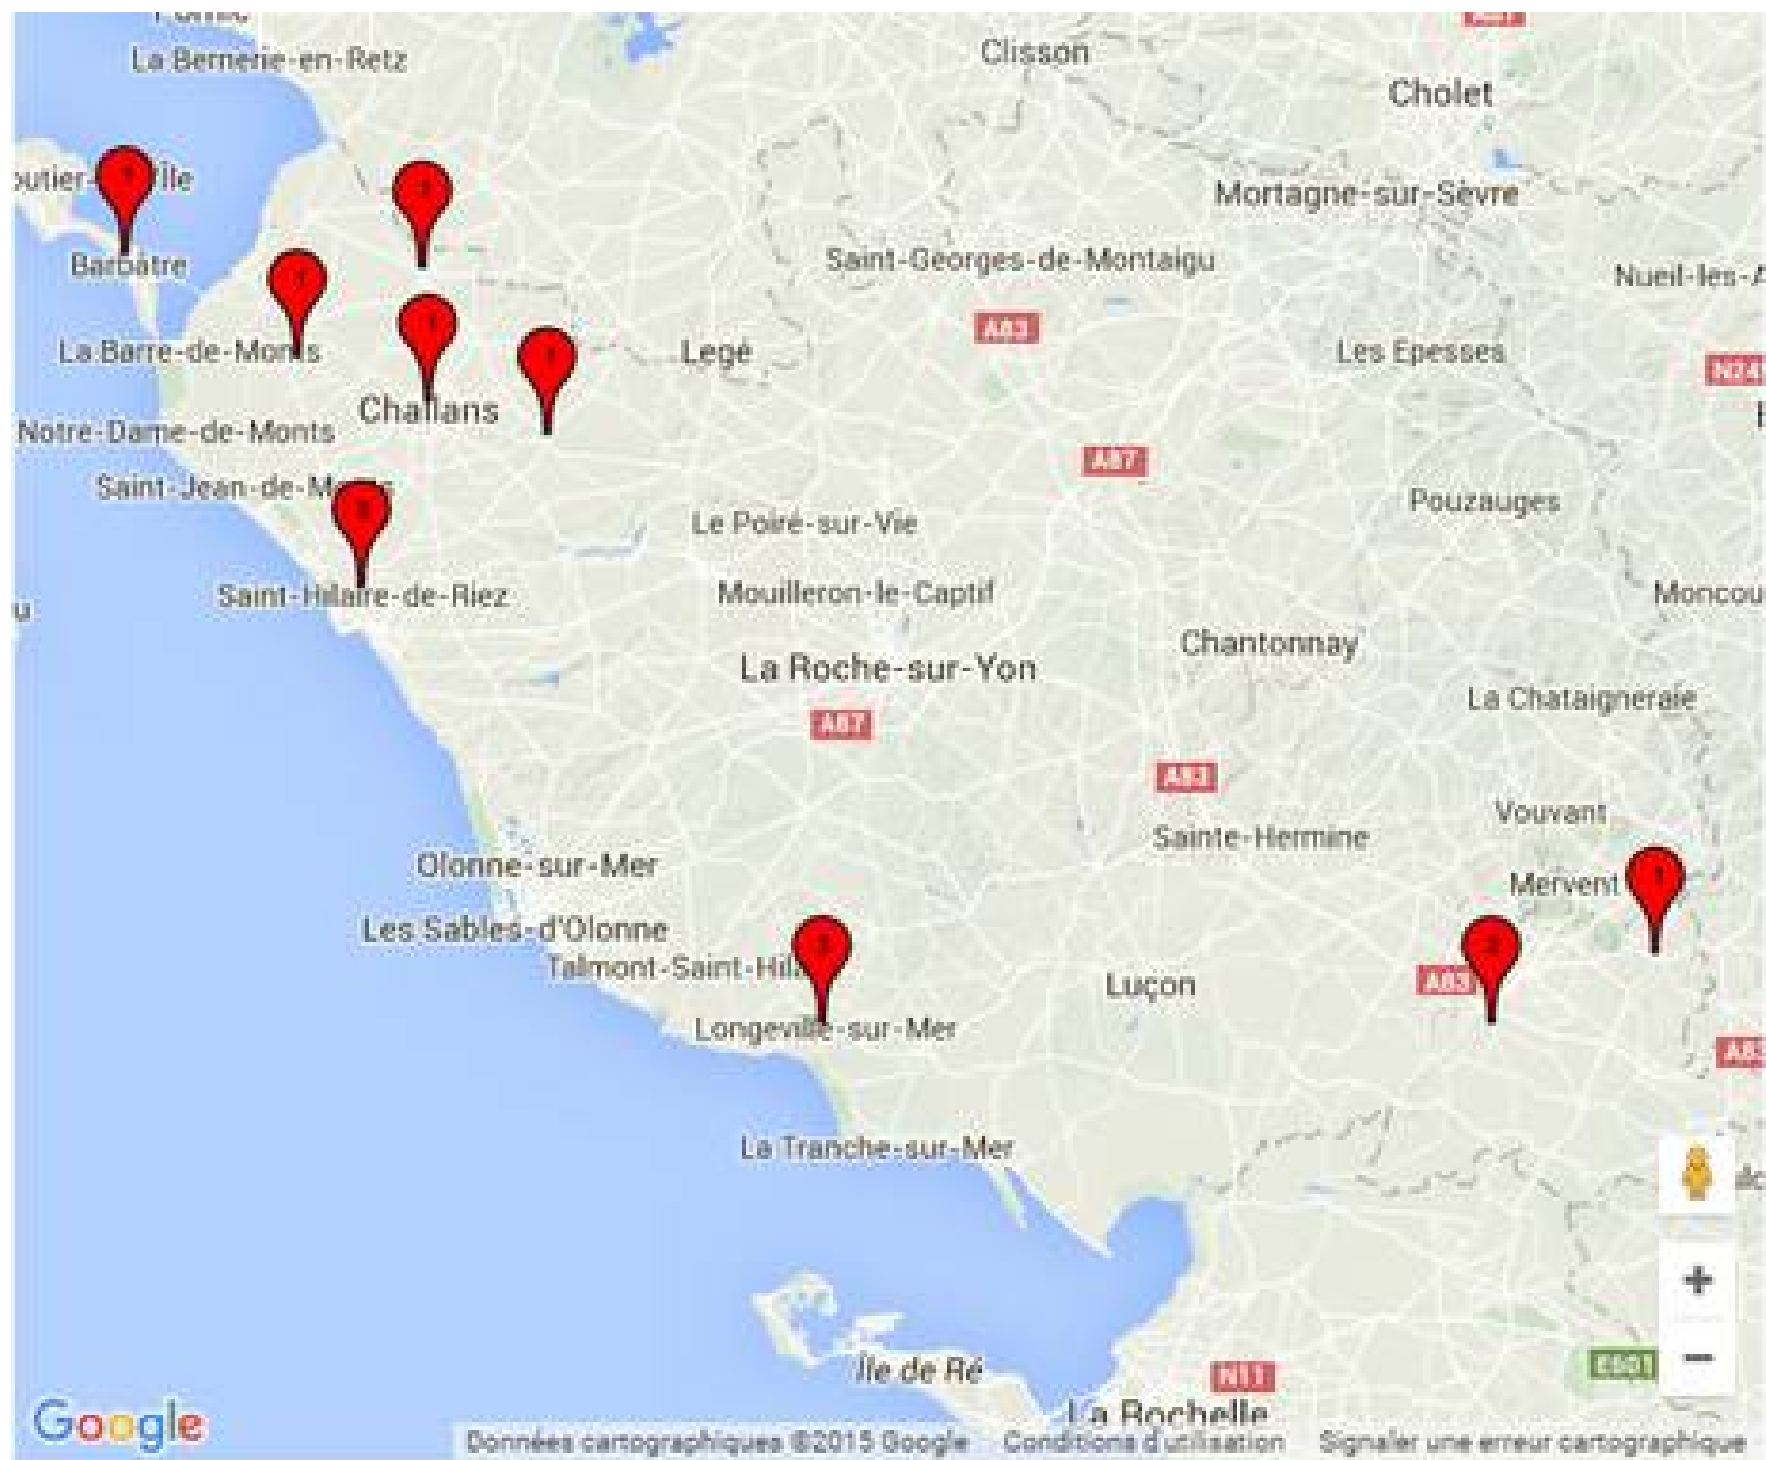 La Bernerie-en-Retz
Clisson
Cholet
Mortagne-sur-Sèvre
Barbâtre
Saint-Georges-de-Montaigu
A83
La Barre-de-Monts
Legé
Les Epesses
Challans
Notre-Dame-de-Monts
A87
Saint-Jean-de-M
Pouzauges
Le Poiré-sur-Vie
Saint-Hilaire-de-Riez
Mouilleron-le-Captif
Moncou
Chantonnay
La Roche-sur-Yon
La Chataigneraie
A87
A83
Vouvant
Sainte-Hermine
Olonne-sur-Mer
Mervent
Les Sables-d'Olonne
Talmont-Saint-Hila
A83
Luçon
Longeville-sur-Mer
A83
La Tranche-sur-Mer
Île de Ré
N11
E601
La Rochelle
Google
Données cartographiques ©2015 Google
Conditions d'utilisation
Signaler une erreur cartographique